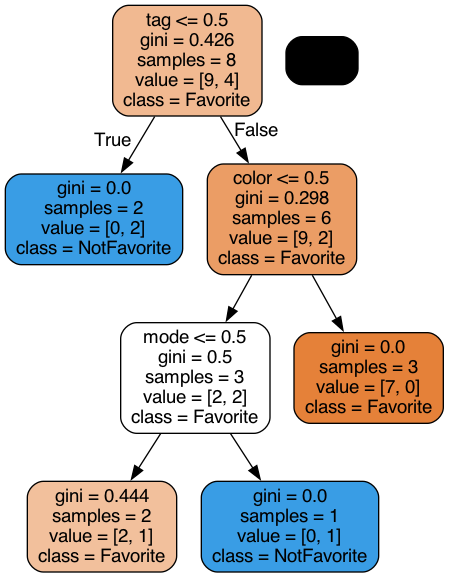 tag <= 0.5
gini = 0.426
samples = 8
value = [9, 4]
class = Favorite
True
False
gini = 0.0
samples = 2
value = [0, 2]
class = NotFavorite
color <= 0.5
gini = 0.298
samples = 6
value = [9, 2]
class = Favorite
mode <= 0.5
gini = 0.5
samples = 3
value = [2, 2]
class = Favorite
gini = 0.0
samples = 3
value = [7, 0]
class = Favorite
gini = 0.444
samples = 2
value = [2, 1]
class = Favorite
gini = 0.0
samples = 1
value = [0, 1]
class = NotFavorite